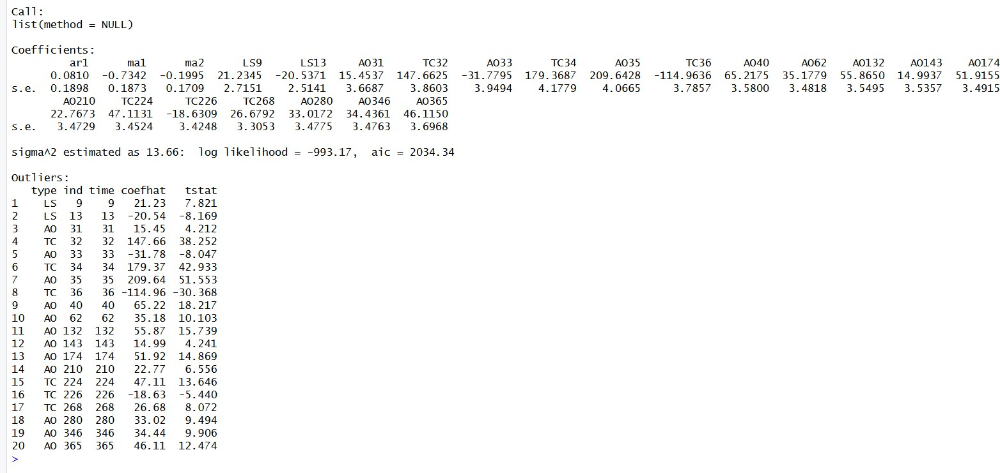 Call:
list(method = NULL)
Coefficients:
ar1 ma1 ma2 LS9 LS13 AO31 TC32 AO33 TC34 AO35 TC36 AO40 AO62 AO132 AO143 AO174
0.0810 -0.7342 -0.1995 21.2345 -20.5371 15.4537 147.6625 -31.7795 179.3687 209.6428 -114.9636 65.2175 35.1779 55.8650 14.9937 51.9155
s.e. 0.1898 0.1873 0.1709 2.7151 2.5141 3.6687 3.8603 3.9494 4.1779 4.0665 3.7857 3.5800 3.4818 3.5495 3.5357 3.4915
AO210 TC224 TC226 TC268 AO280 AO346 AO365
22.7673 47.1131 -18.6309 26.6792 33.0172 34.4361 46.1150
s.e. 3.4729 3.4524 3.4248 3.3053 3.4775 3.4763 3.6968
sigma^2 estimated as 13.66: log likelihood = -993.17, aic = 2034.34
Outliers:
type ind time coefhat tstat
1 LS 9 9 21.23 7.821
2 LS 13 13 -20.54 -8.169
3 AO 31 31 15.45 4.212
4 TC 32 32 147.66 38.252
5 AO 33 33 -31.78 -8.047
6 TC 34 34 179.37 42.933
7 AO 35 35 209.64 51.553
8 TC 36 36 -114.96 -30.368
9 AO 40 40 65.22 18.217
10 AO 62 62 35.18 10.103
11 AO 132 132 55.87 15.739
12 AO 143 143 14.99 4.241
13 AO 174 174 51.92 14.869
14 AO 210 210 22.77 6.556
15 TC 224 224 47.11 13.646
16 TC 226 226 -18.63 -5.440
17 TC 268 268 26.68 8.072
18 AO 280 280 33.02 9.494
19 AO 346 346 34.44 9.906
20 AO 365 365 46.11 12.474
>